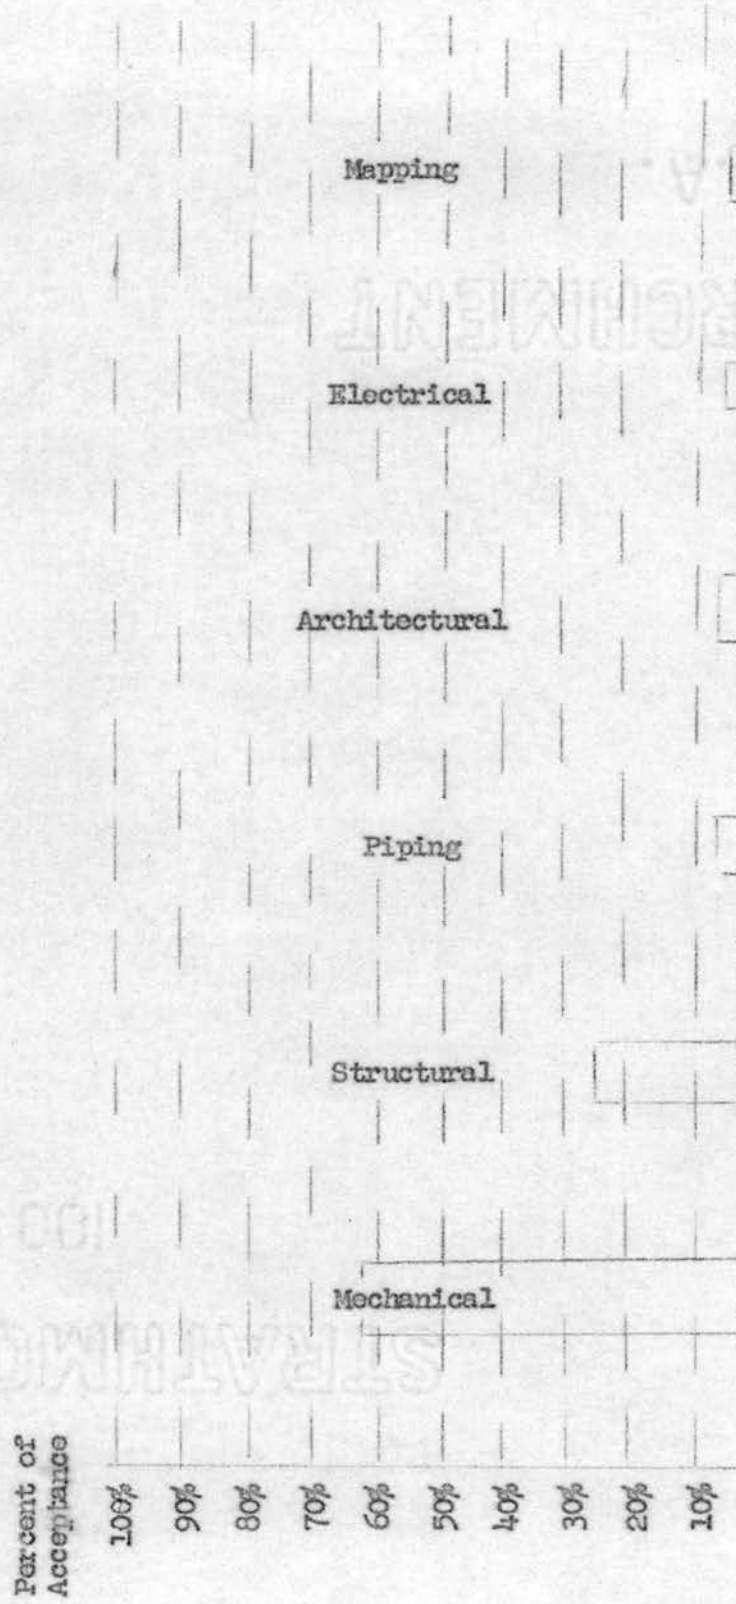 Mapping
Electrical
Architectural
Piping
Structural
Mechanical
Percent of
Acceptance
100%
90%
80%
70%
60%
50%
40%
30%
20%
10%